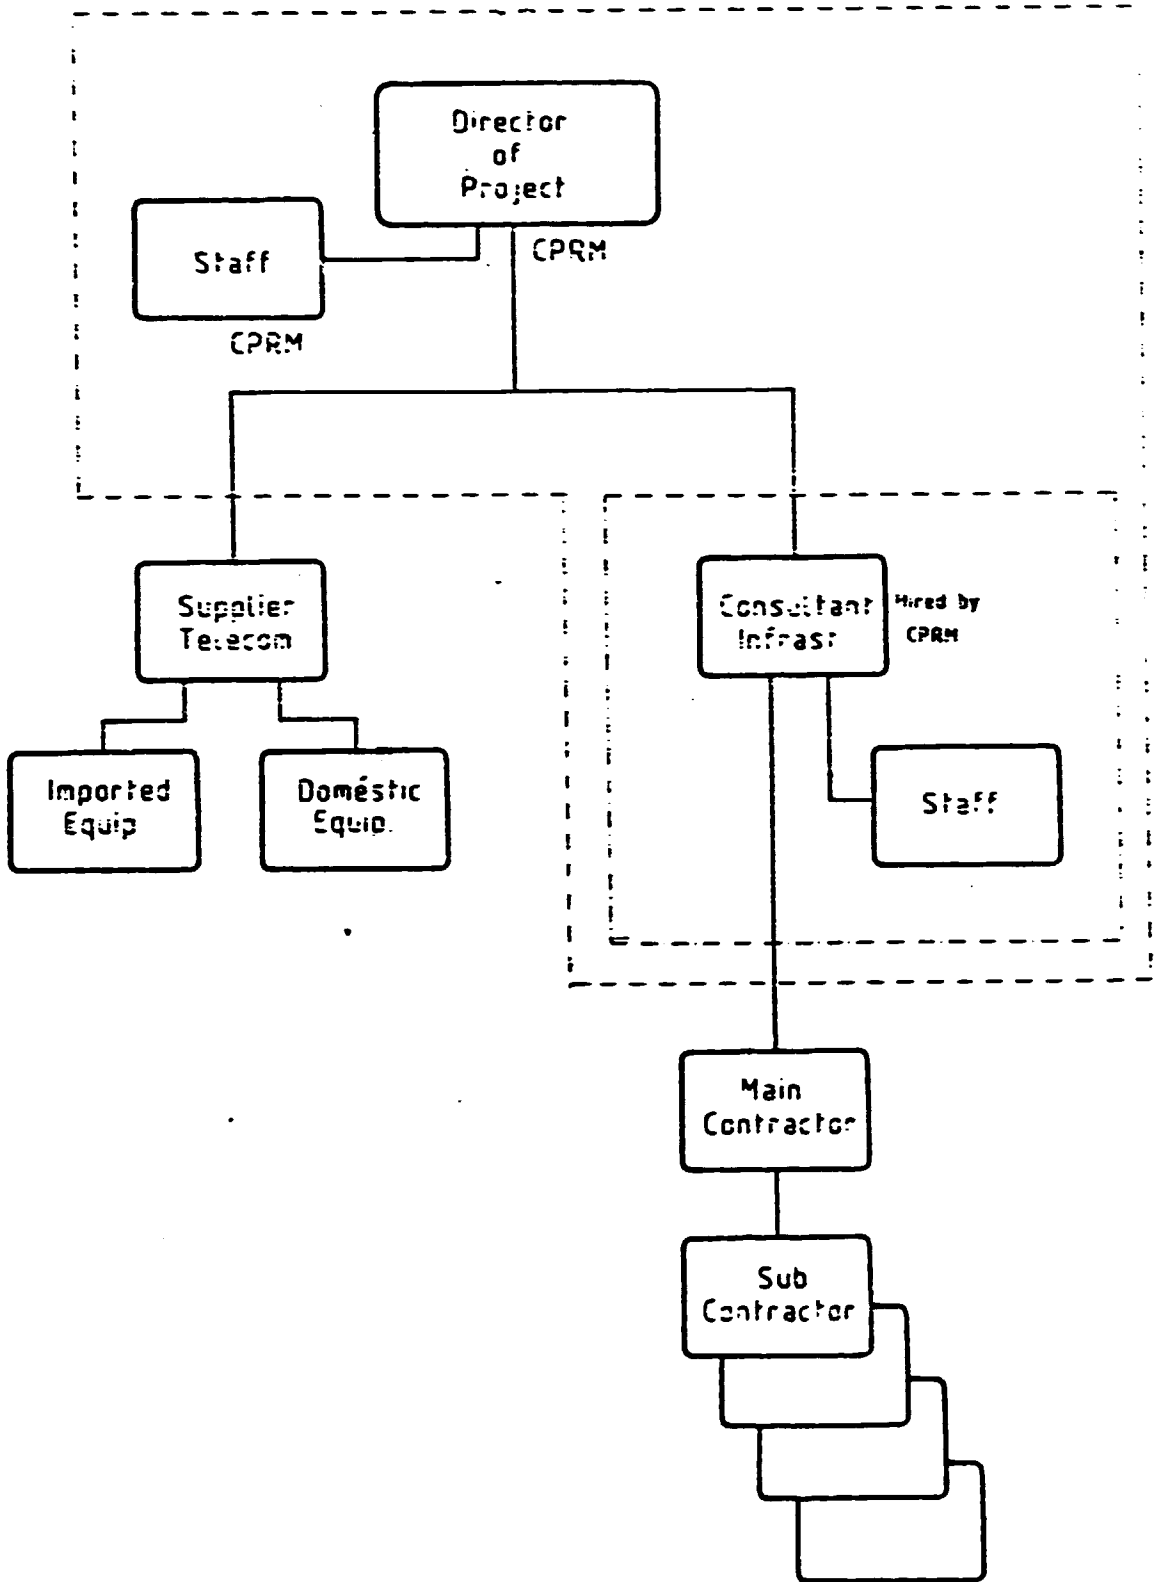 Director
of
Project
Staff
CPRM
CPRM
Supplier
Telecom
Consultant
Infrast
Hired by
CPRM
Imported
Equip
Doméstic
Equip.
Staff
Main
Contractor
Sub
Contractor